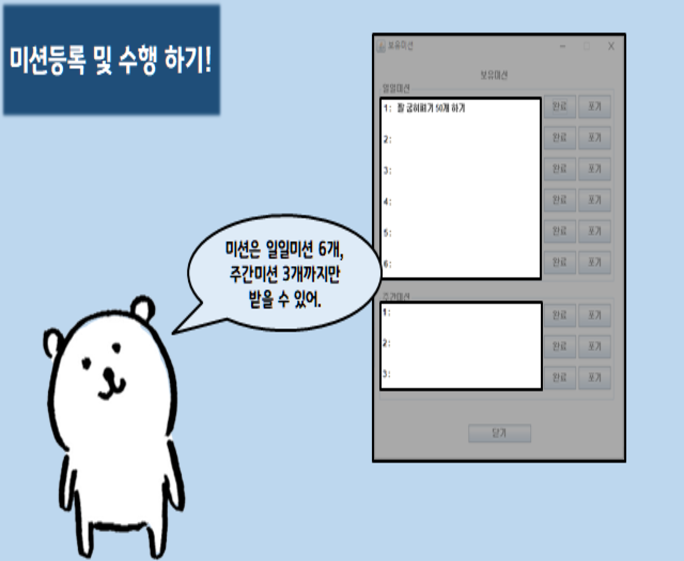 미션등록 및 수행 하기!
보유미션
보유미션
일일미션
1: 팔 굽혀펴기 50개 하기
완료 포기
2:
완료 포기
3:
완료 포기
4:
완료 포기
5:
완료 포기
6:
완료 포기
미션은 일일미션 6개,
주간미션 3개까지만
받을 수 있어.
주간미션
1:
완료 포기
2:
완료 포기
3:
완료 포기
닫기